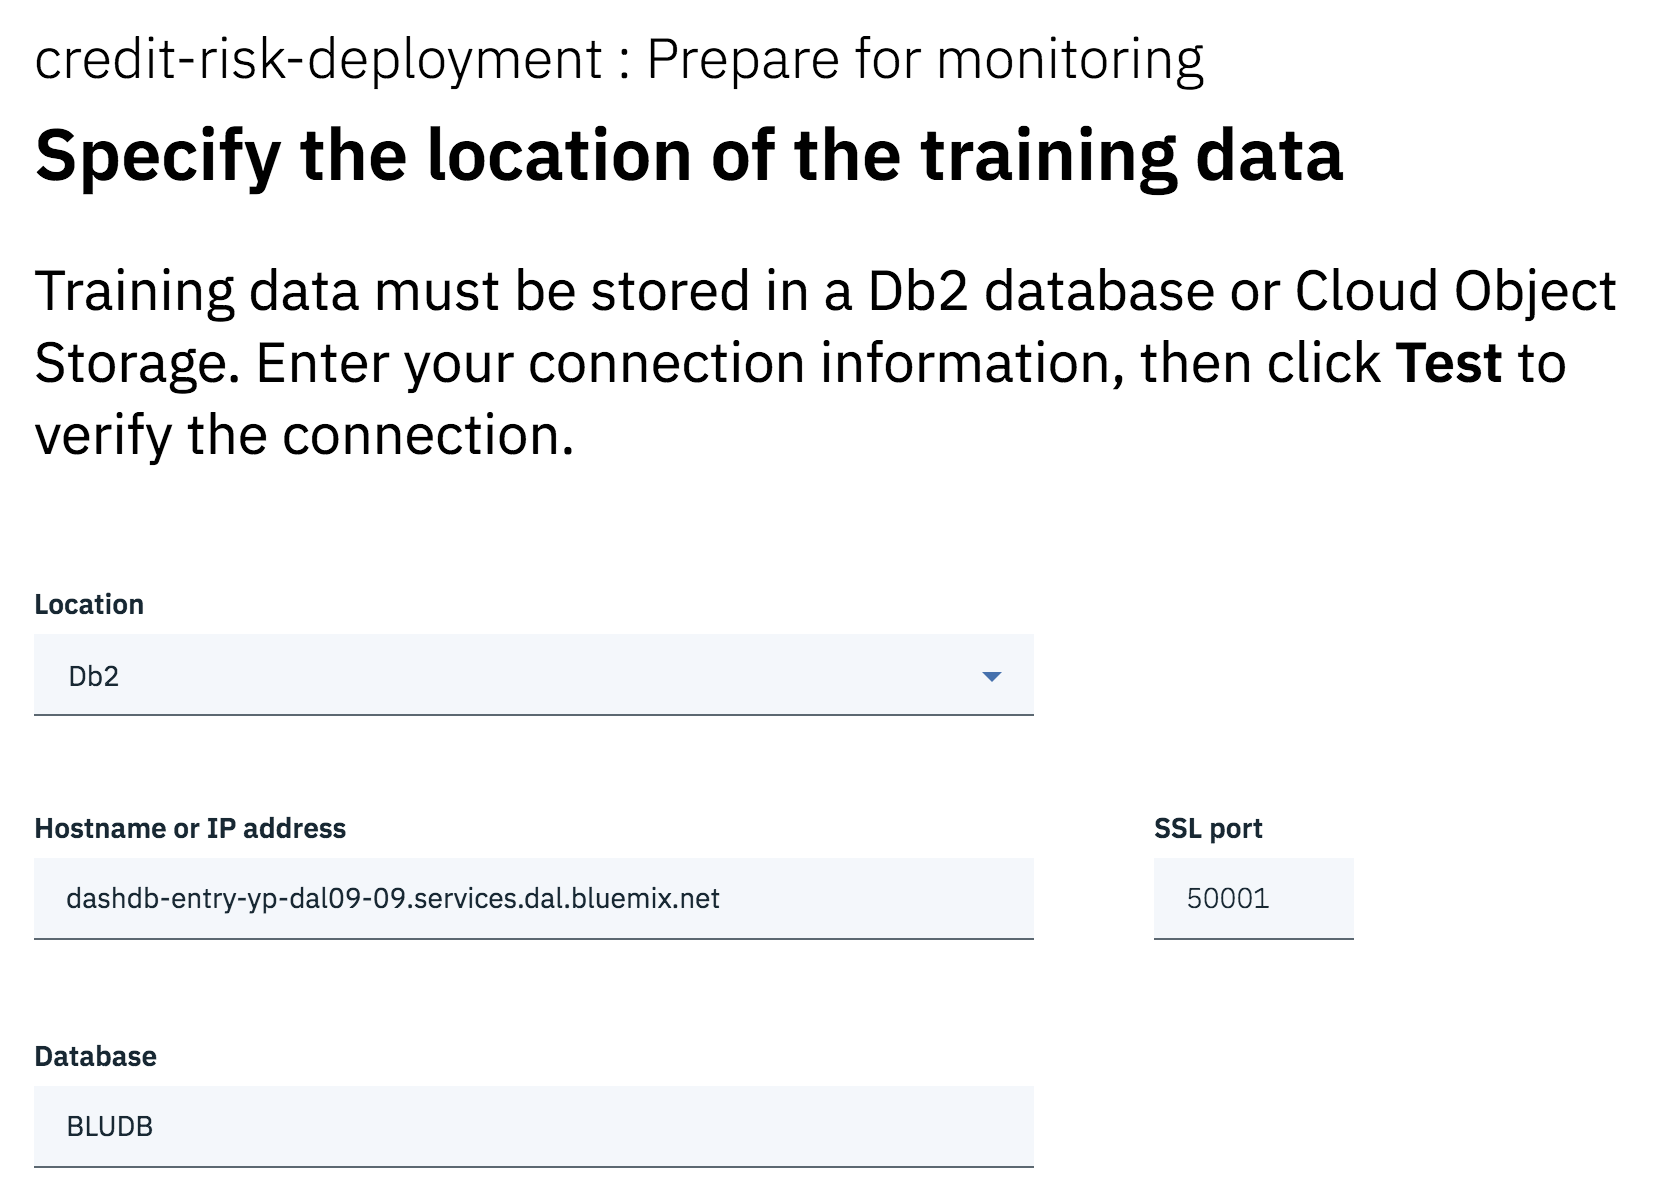 credit-risk-deployment : Prepare for monitoring
Specify the location of the training data
Training data must be stored in a Db2 database or Cloud Object
Storage. Enter your connection information, then click Test to
verify the connection.
Location
Db2
Hostname or IP address
SSL port
dashdb-entry-yp-dal09-09.services.dal.bluemix.net
50001
Database
BLUDB